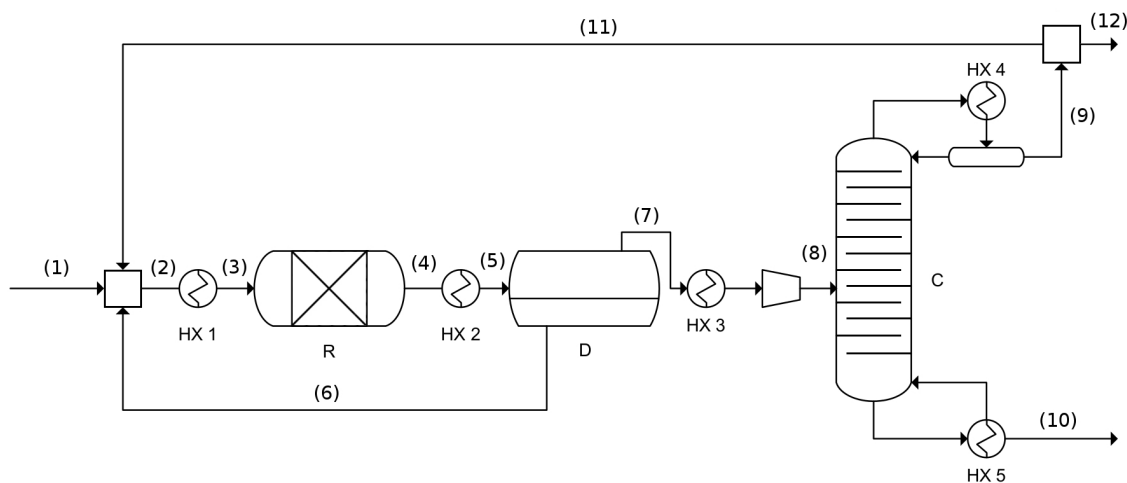 (11)
(12)
HX 4
(9)
(7)
(1)
(2)
(3)
(4)
(5)
(8)
HX 1
R
HX 2
D
HX 3
C
(6)
(10)
HX 5